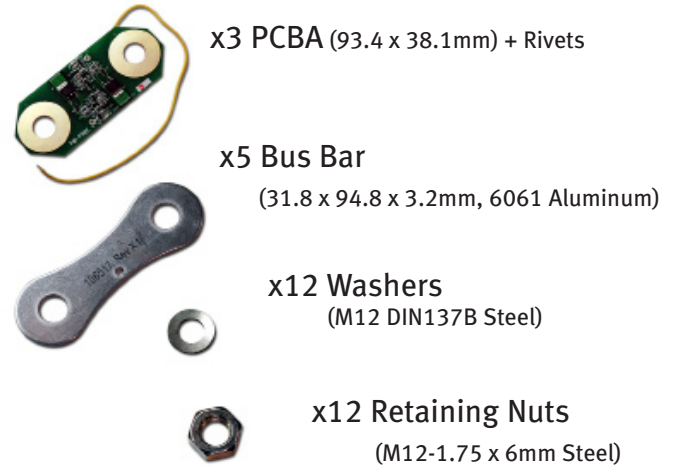 x3 PCBA (93.4 x 38.1mm) + Rivets
x5 Bus Bar
(31.8 x 94.8 x 3.2mm, 6061 Aluminum)
x12 Washers
(M12 DIN137B Steel)
x12 Retaining Nuts
(M12-1.75 x 6mm Steel)